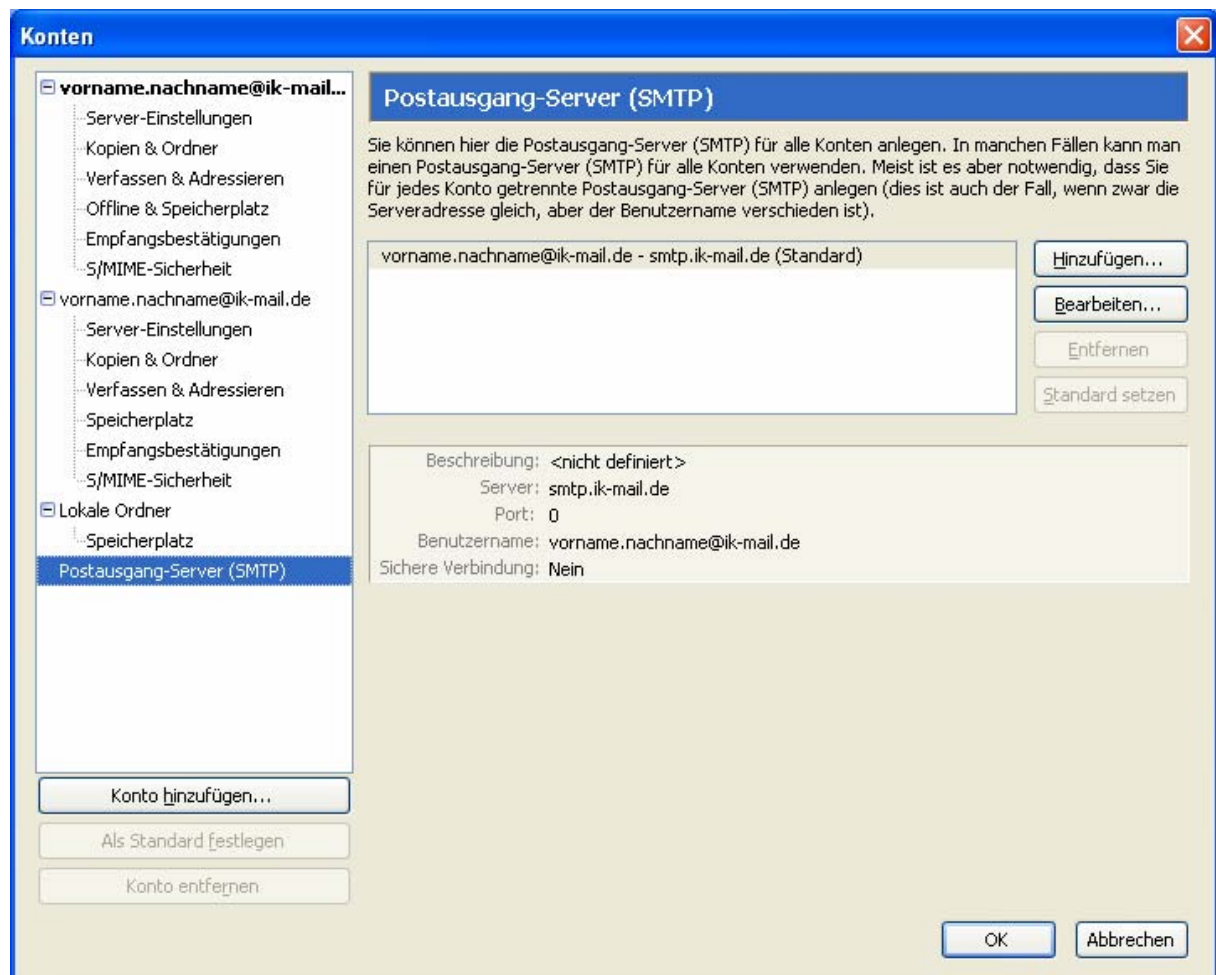 Konten
vorname.nachname@ik-mail...
Server-Einstellungen
Kopien & Ordner
Verfassen & Adressieren
Offline & Speicherplatz
Empfangsbestätigungen
S/MIME-Sicherheit
vorname.nachname@ik-mail.de
Server-Einstellungen
Kopien & Ordner
Verfassen & Adressieren
Speicherplatz
Empfangsbestätigungen
S/MIME-Sicherheit
Lokale Ordner
Speicherplatz
Postausgang-Server (SMTP)
Konto hinzufügen...
Als Standard festlegen
Konto entfernen
Postausgang-Server (SMTP)
Sie können hier die Postausgang-Server (SMTP) für alle Konten anlegen. In manchen Fällen kann man
einen Postausgang-Server (SMTP) für alle Konten verwenden. Meist ist es aber notwendig, dass Sie
für jedes Konto getrennte Postausgang-Server (SMTP) anlegen (dies ist auch der Fall, wenn zwar die
Serveradresse gleich, aber der Benutzername verschieden ist).
vorname.nachname@ik-mail.de - smtp.ik-mail.de (Standard)
Hinzufügen...
Bearbeiten...
Entfernen
Standard setzen
Beschreibung: <nicht definiert>
Server: smtp.ik-mail.de
Port: 0
Benutzername: vorname.nachname@ik-mail.de
Sichere Verbindung: Nein
OK
Abbrechen